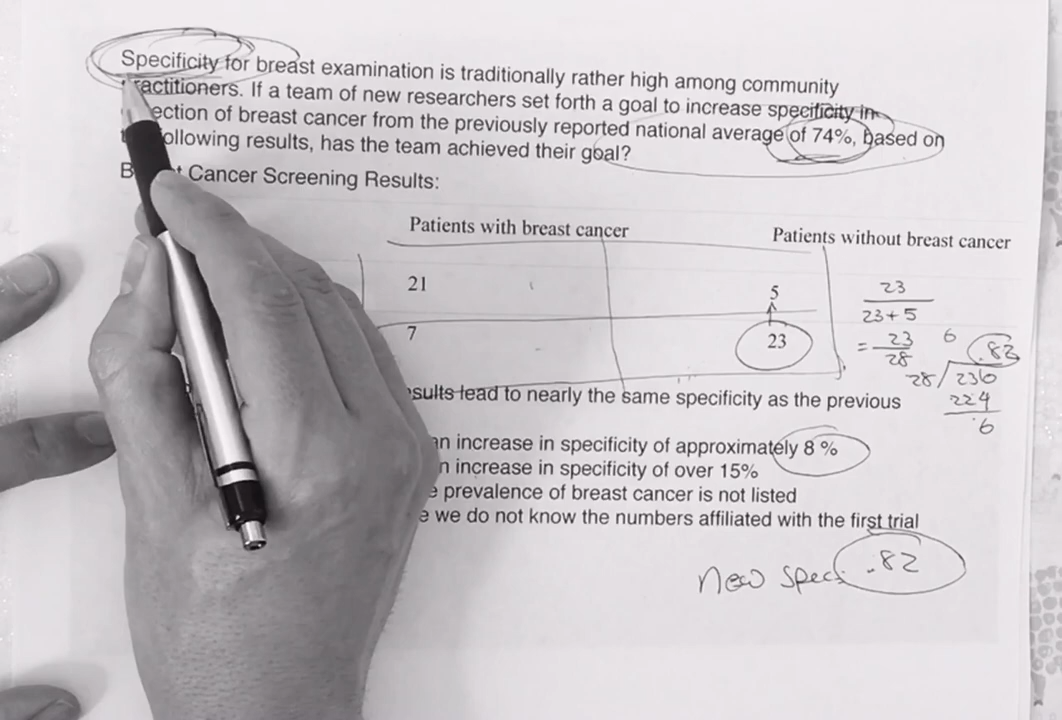 Specificity for breast examination is traditionally rather high among community
ractitioners. If a team of new researchers set forth a goal to increase specificity in
ection of breast cancer from the previously reported national average of 74%, based on
ollowing results, has the team achieved their goal?
B t Cancer Screening Results:
Patients with breast cancer Patients without breast cancer
21 5
7 23
23
23+5
= 23
28
6 .82
28 236
224
6
sults lead to nearly the same specificity as the previous
n increase in specificity of approximately 8 %
n increase in specificity of over 15%
e prevalence of breast cancer is not listed
e we do not know the numbers affiliated with the first trial
new spec. .82